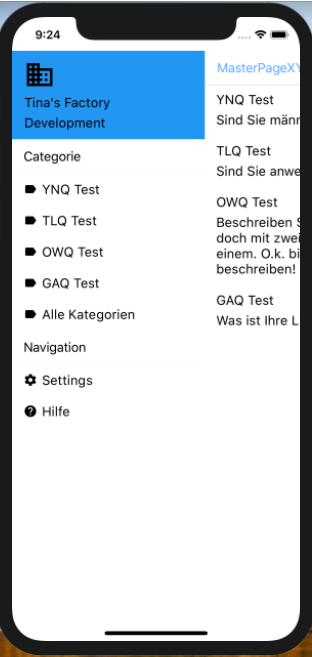 9:24
Tina's Factory
Development
Categorie
YNQ Test
TLQ Test
OWQ Test
GAQ Test
Alle Kategorien
Navigation
Settings
Hilfe
MasterPageXY
YNQ Test
Sind Sie männ
TLQ Test
Sind Sie anwe
OWQ Test
Beschreiben S
doch mit zwei
einem. O.k. bi
beschreiben!
GAQ Test
Was ist Ihre L